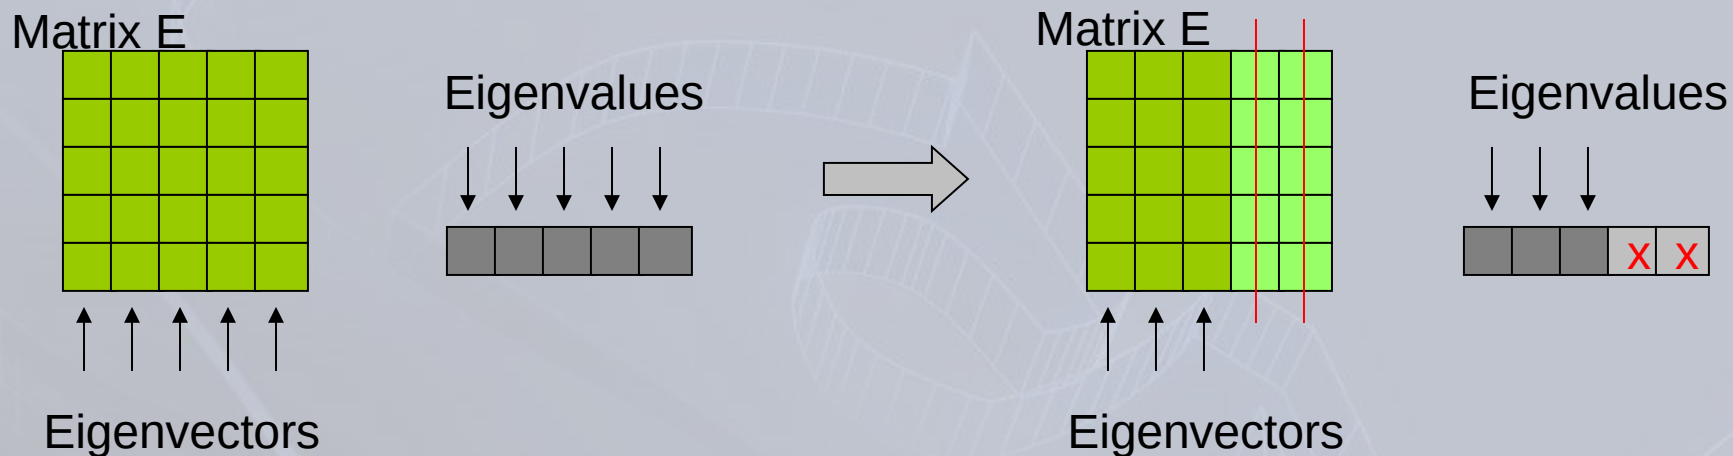 Matrix E
Eigenvalues
Eigenvectors
Matrix E
Eigenvalues
x x
Eigenvectors